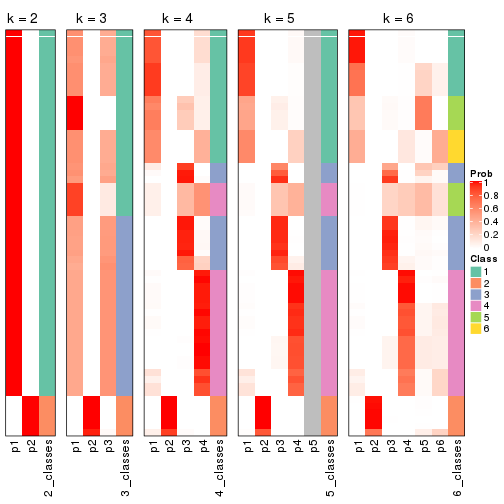 k = 2
k = 3
k = 4
k = 5
k = 6
p1
p2
2_classes
p1
p2
p3
3_classes
p1
p2
p3
p4
4_classes
p1
p2
p3
p4
p5
5_classes
p1
p2
p3
p4
p5
p6
6_classes
Prob
1
0.8
0.6
0.4
0.2
0
Class
1
2
3
4
5
6